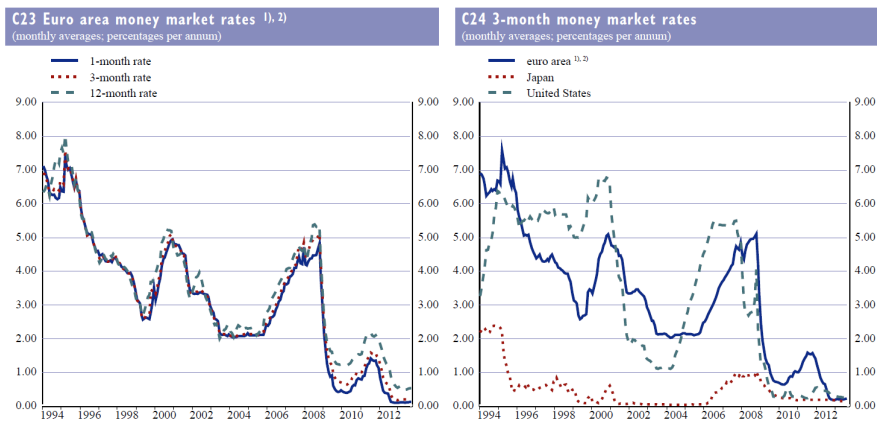 C23 Euro area money market rates 1), 2)
(monthly averages; percentages per annum)
1-month rate
3-month rate
12-month rate
9.00 9.00
8.00 8.00
7.00 7.00
6.00 6.00
5.00 5.00
4.00 4.00
3.00 3.00
2.00 2.00
1.00 1.00
0.00 0.00
1994 1996 1998 2000 2002 2004 2006 2008 2010 2012
C24 3-month money market rates
(monthly averages; percentages per annum)
euro area 1), 2)
Japan
United States
9.00 9.00
8.00 8.00
7.00 7.00
6.00 6.00
5.00 5.00
4.00 4.00
3.00 3.00
2.00 2.00
1.00 1.00
0.00 0.00
1994 1996 1998 2000 2002 2004 2006 2008 2010 2012